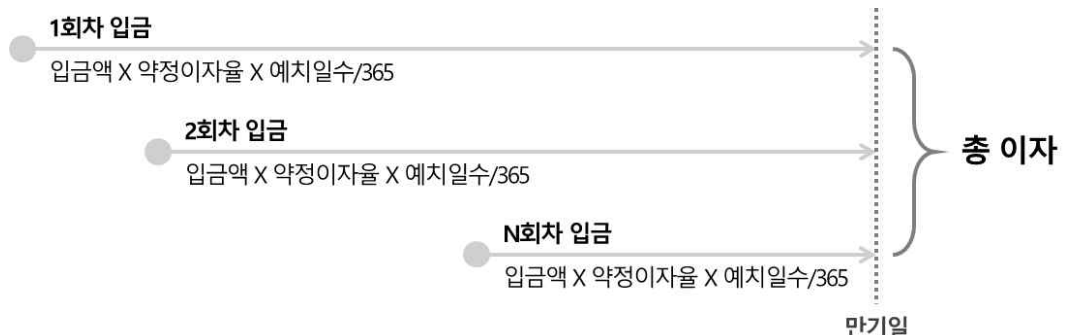 1회차 입금
입금액 X 약정이자율 X 예치일수/365
2회차 입금
입금액 X 약정이자율 X 예치일수/365
총 이자
N회차 입금
입금액 X 약정이자율 X 예치일수/365
만기일